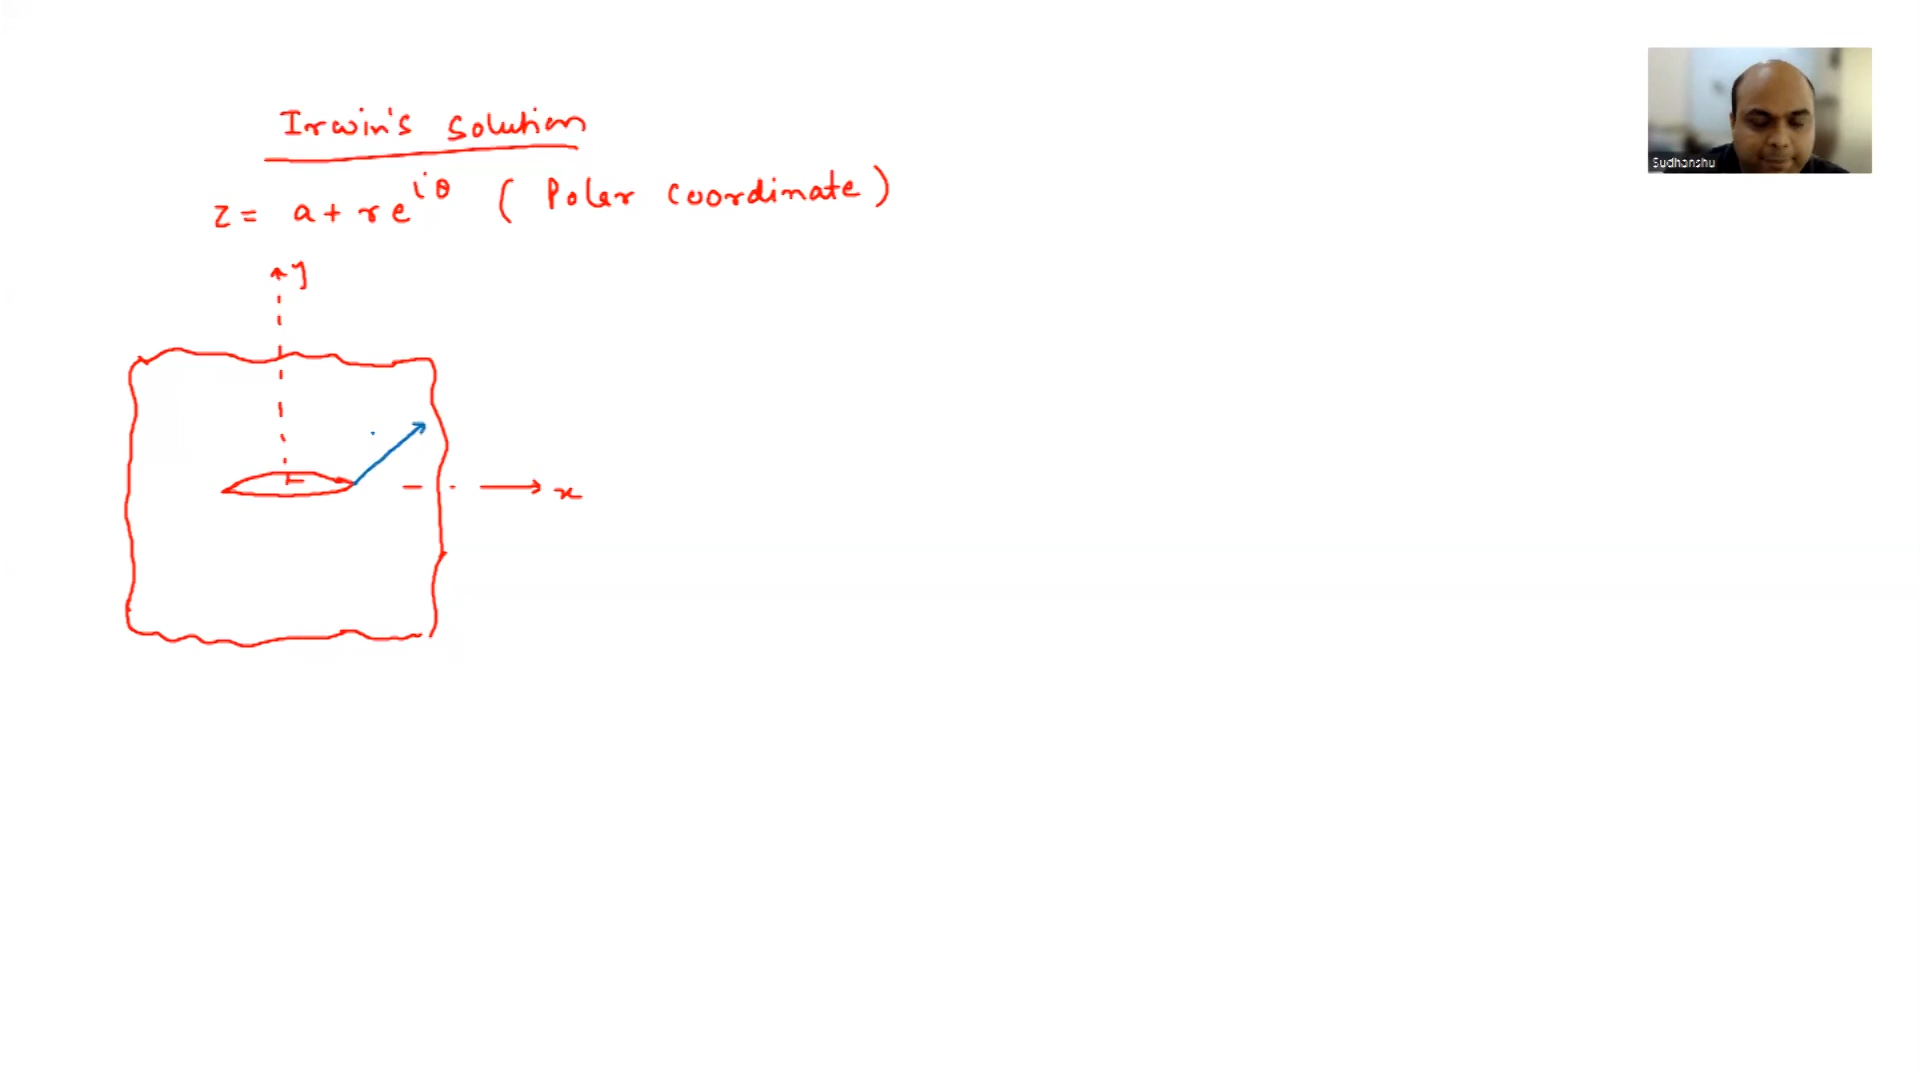 Irwin's solution
z = a + re^{iθ} (Polar coordinate)
y
x
Sudhanshu